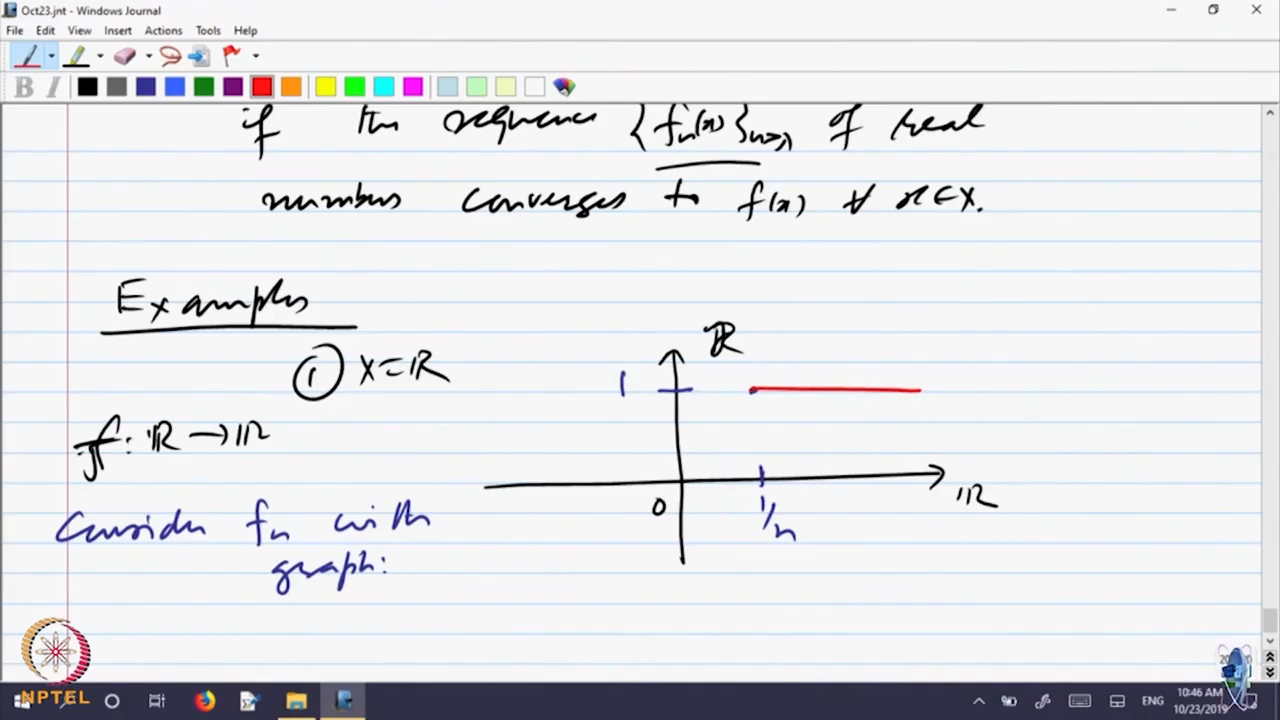 Oct23.jnt - Windows Journal
File Edit View Insert Actions Tools Help
B I
if the sequence {fn(x)}n≥1 of real
numbers converges to f(x) ∀ x∈X.
Examples
① X=ℝ
f: ℝ → ℝ
Consider fn with
graph:
ℝ
1
0
1/n
ℝ
NPTEL
ENG
10:46 AM
10/23/2019